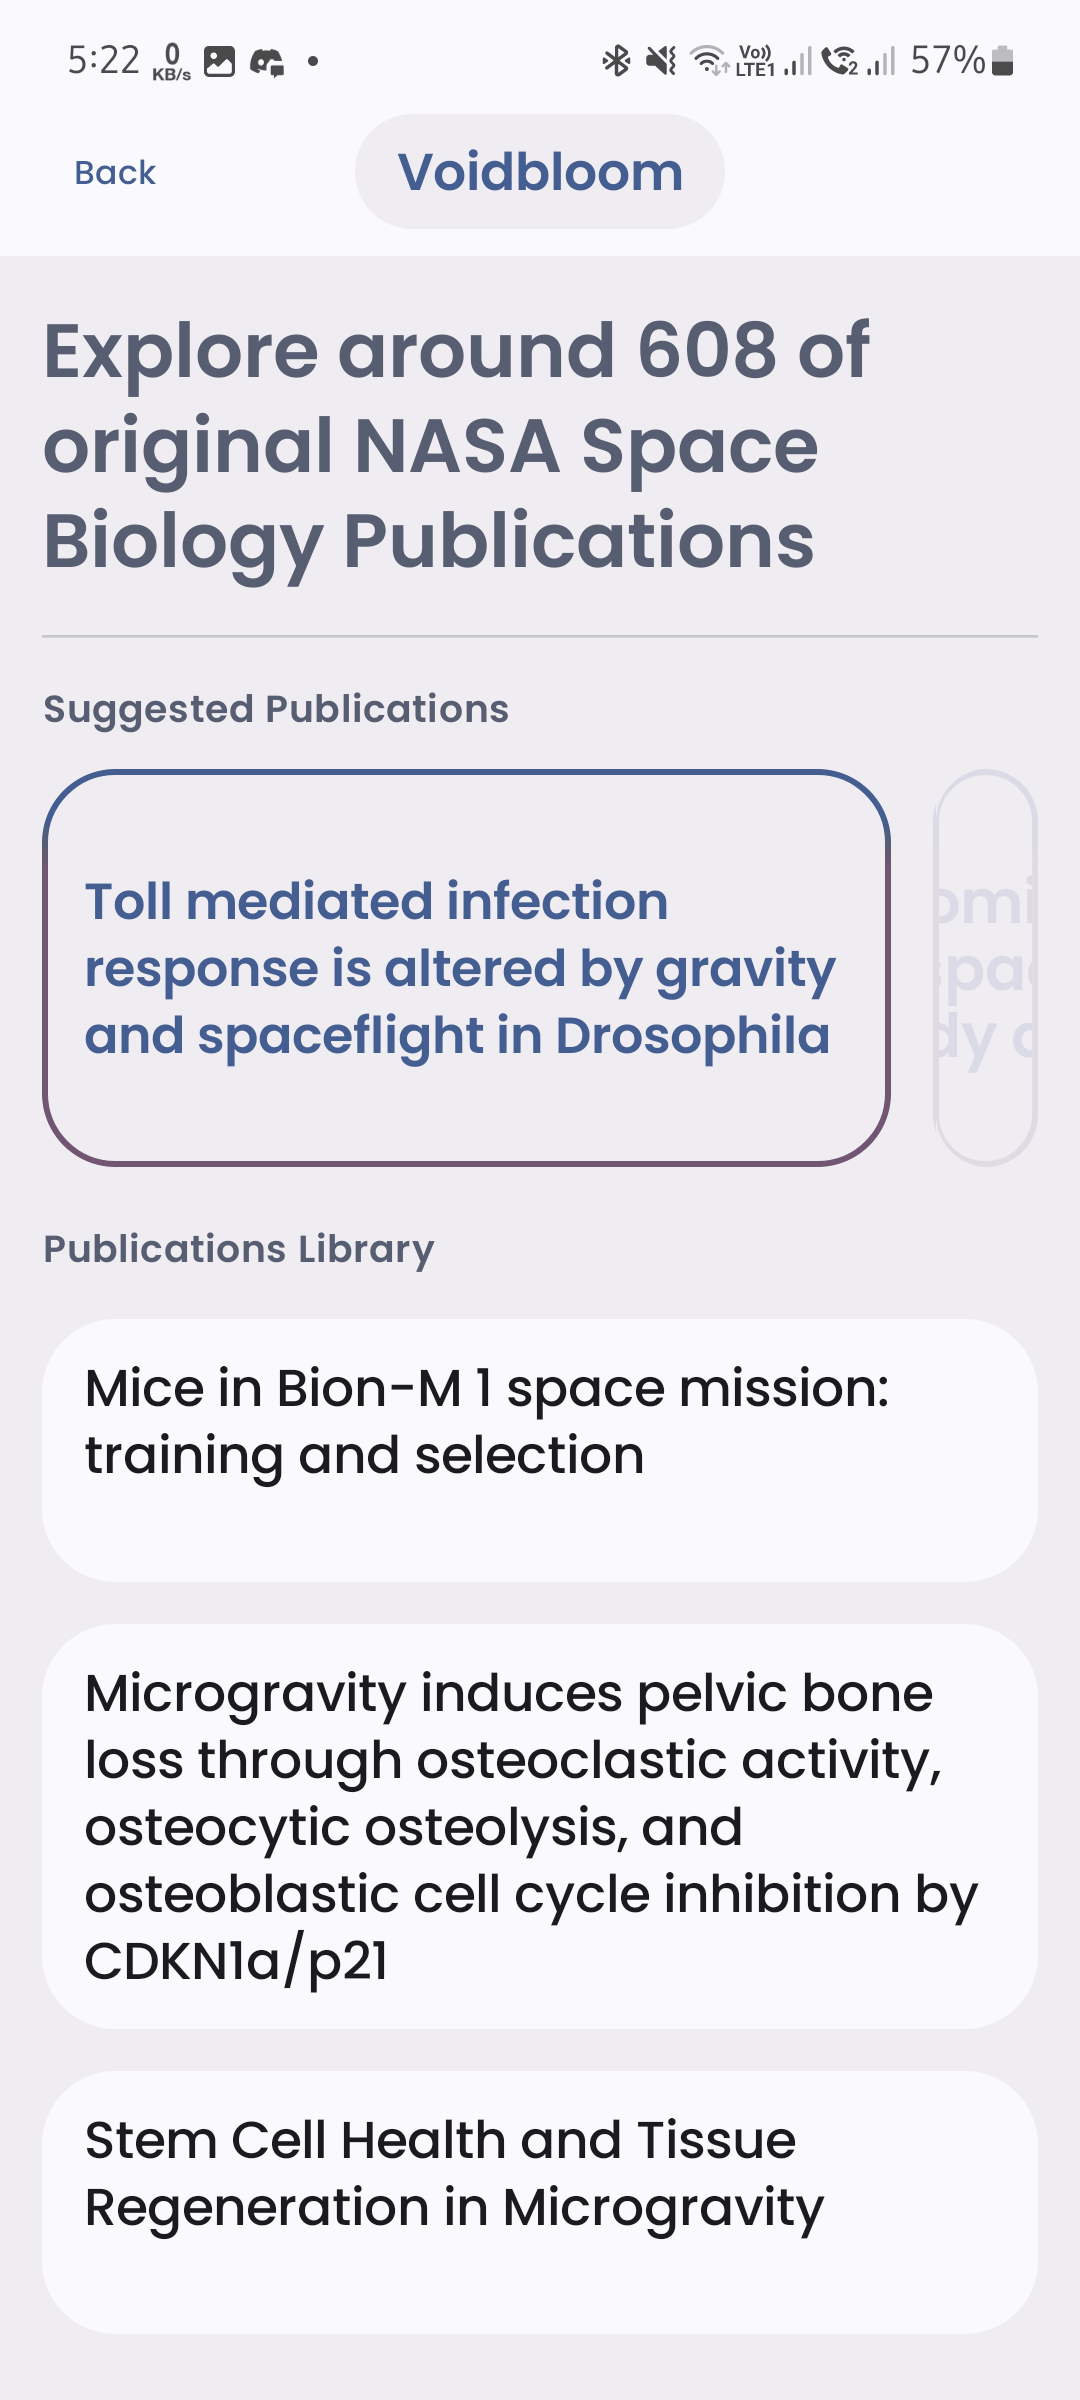 5:22 0 KB/s Vo)) LTE1 2 57%
Back
Voidbloom
Explore around 608 of
original NASA Space
Biology Publications
Suggested Publications
Toll mediated infection
response is altered by gravity
and spaceflight in Drosophila
Publications Library
Mice in Bion-M 1 space mission:
training and selection
Microgravity induces pelvic bone
loss through osteoclastic activity,
osteocytic osteolysis, and
osteoblastic cell cycle inhibition by
CDKN1a/p21
Stem Cell Health and Tissue
Regeneration in Microgravity